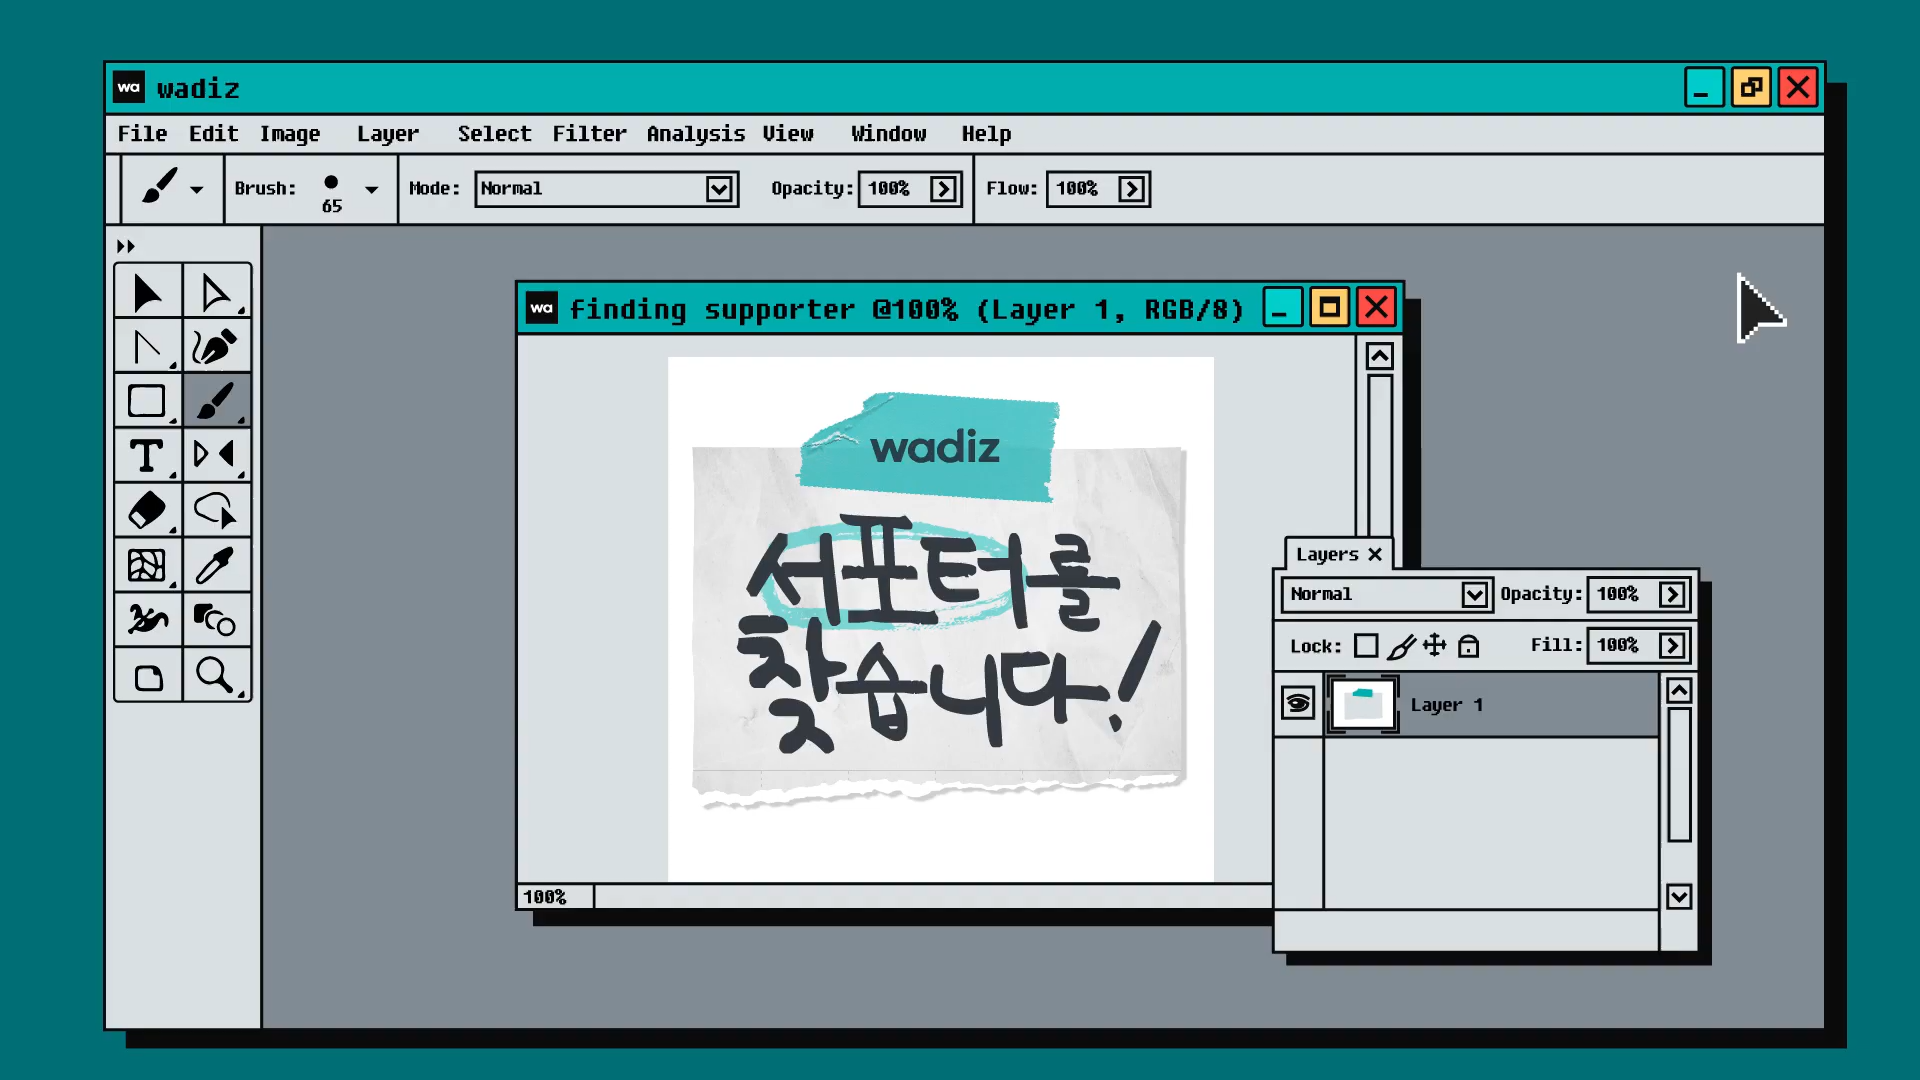 wa wadiz
File Edit Image Layer Select Filter Analysis View Window Help
Brush: 65 Mode: Normal Opacity: 100% Flow: 100%
wa finding supporter @100% (Layer 1, RGB/8)
wadiz
서포터를
찾습니다!
100%
Layers
Normal Opacity: 100%
Lock: Fill: 100%
Layer 1